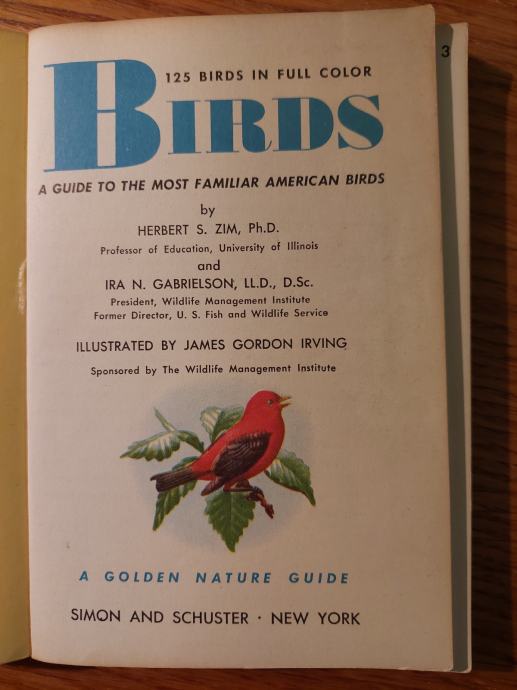 3
125 BIRDS IN FULL COLOR
BIRDS
A GUIDE TO THE MOST FAMILIAR AMERICAN BIRDS
by
HERBERT S. ZIM, Ph.D.
Professor of Education, University of Illinois
and
IRA N. GABRIELSON, LL.D., D.Sc.
President, Wildlife Management Institute
Former Director, U. S. Fish and Wildlife Service
ILLUSTRATED BY JAMES GORDON IRVING
Sponsored by The Wildlife Management Institute
A GOLDEN NATURE GUIDE
SIMON AND SCHUSTER · NEW YORK